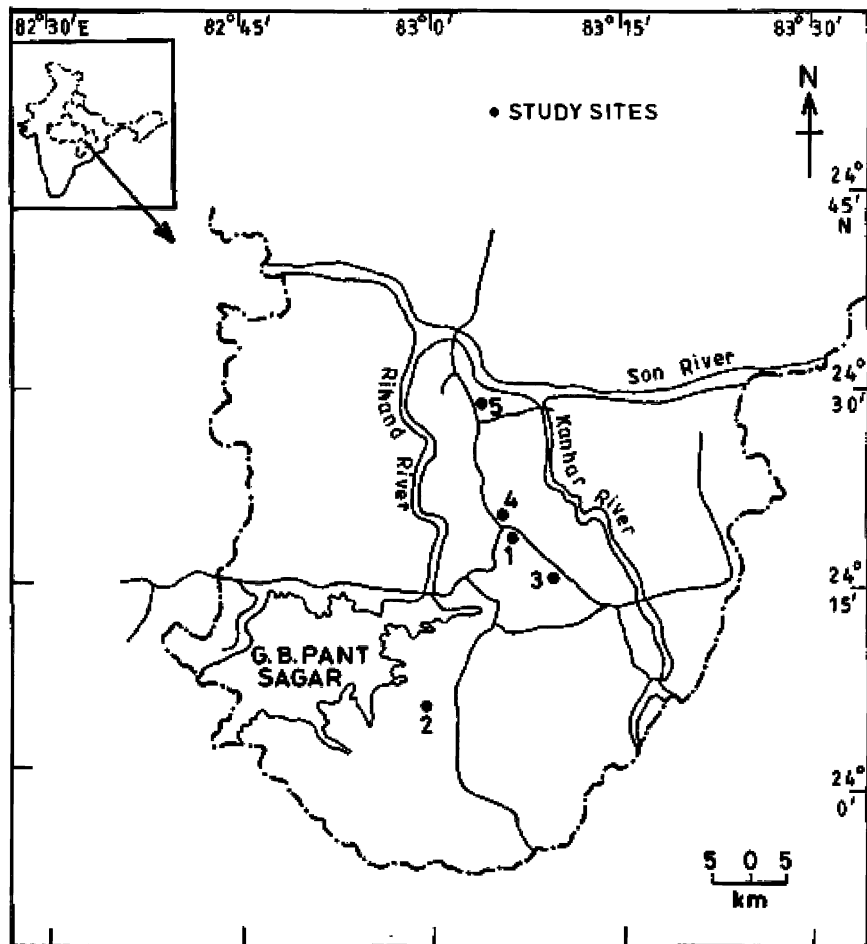 82° 30′E 82° 45′ 83° 0′ 83° 15′ 83° 30′
N
• STUDY SITES
24°
45′
N
Son River
24°
30′
Rihand River
5
Kanhar River
4
1
3
24°
15′
G.B.PANT
SAGAR
2
24°
0′
5 0 5
km